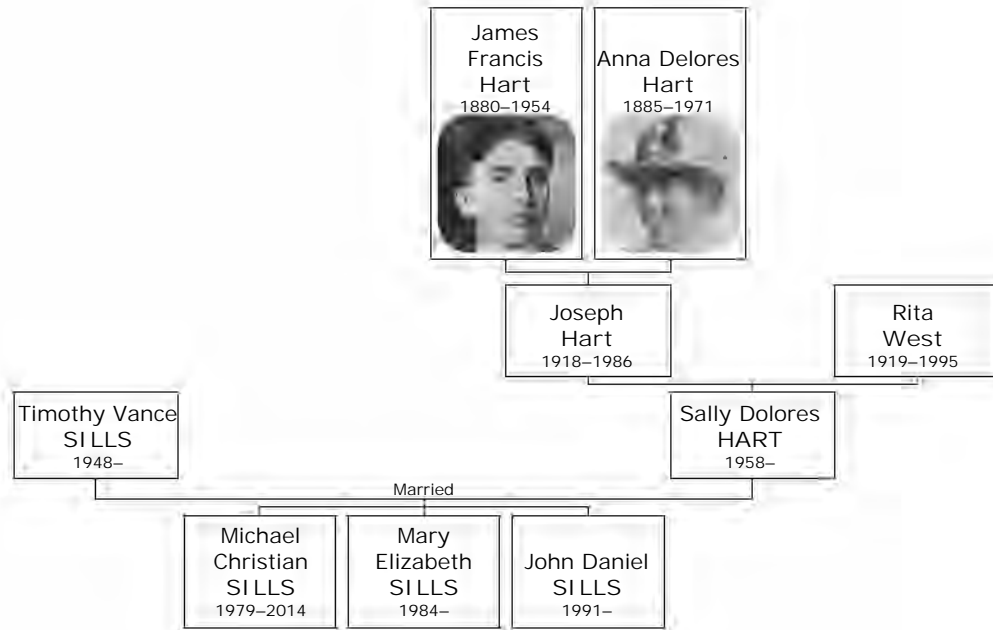 James
Francis
Hart
1880–1954
Anna Delores
Hart
1885–1971
Joseph
Hart
1918–1986
Rita
West
1919–1995
Timothy Vance
SILLS
1948–
Sally Dolores
HART
1958–
Married
Michael
Christian
SILLS
1979–2014
Mary
Elizabeth
SILLS
1984–
John Daniel
SILLS
1991–